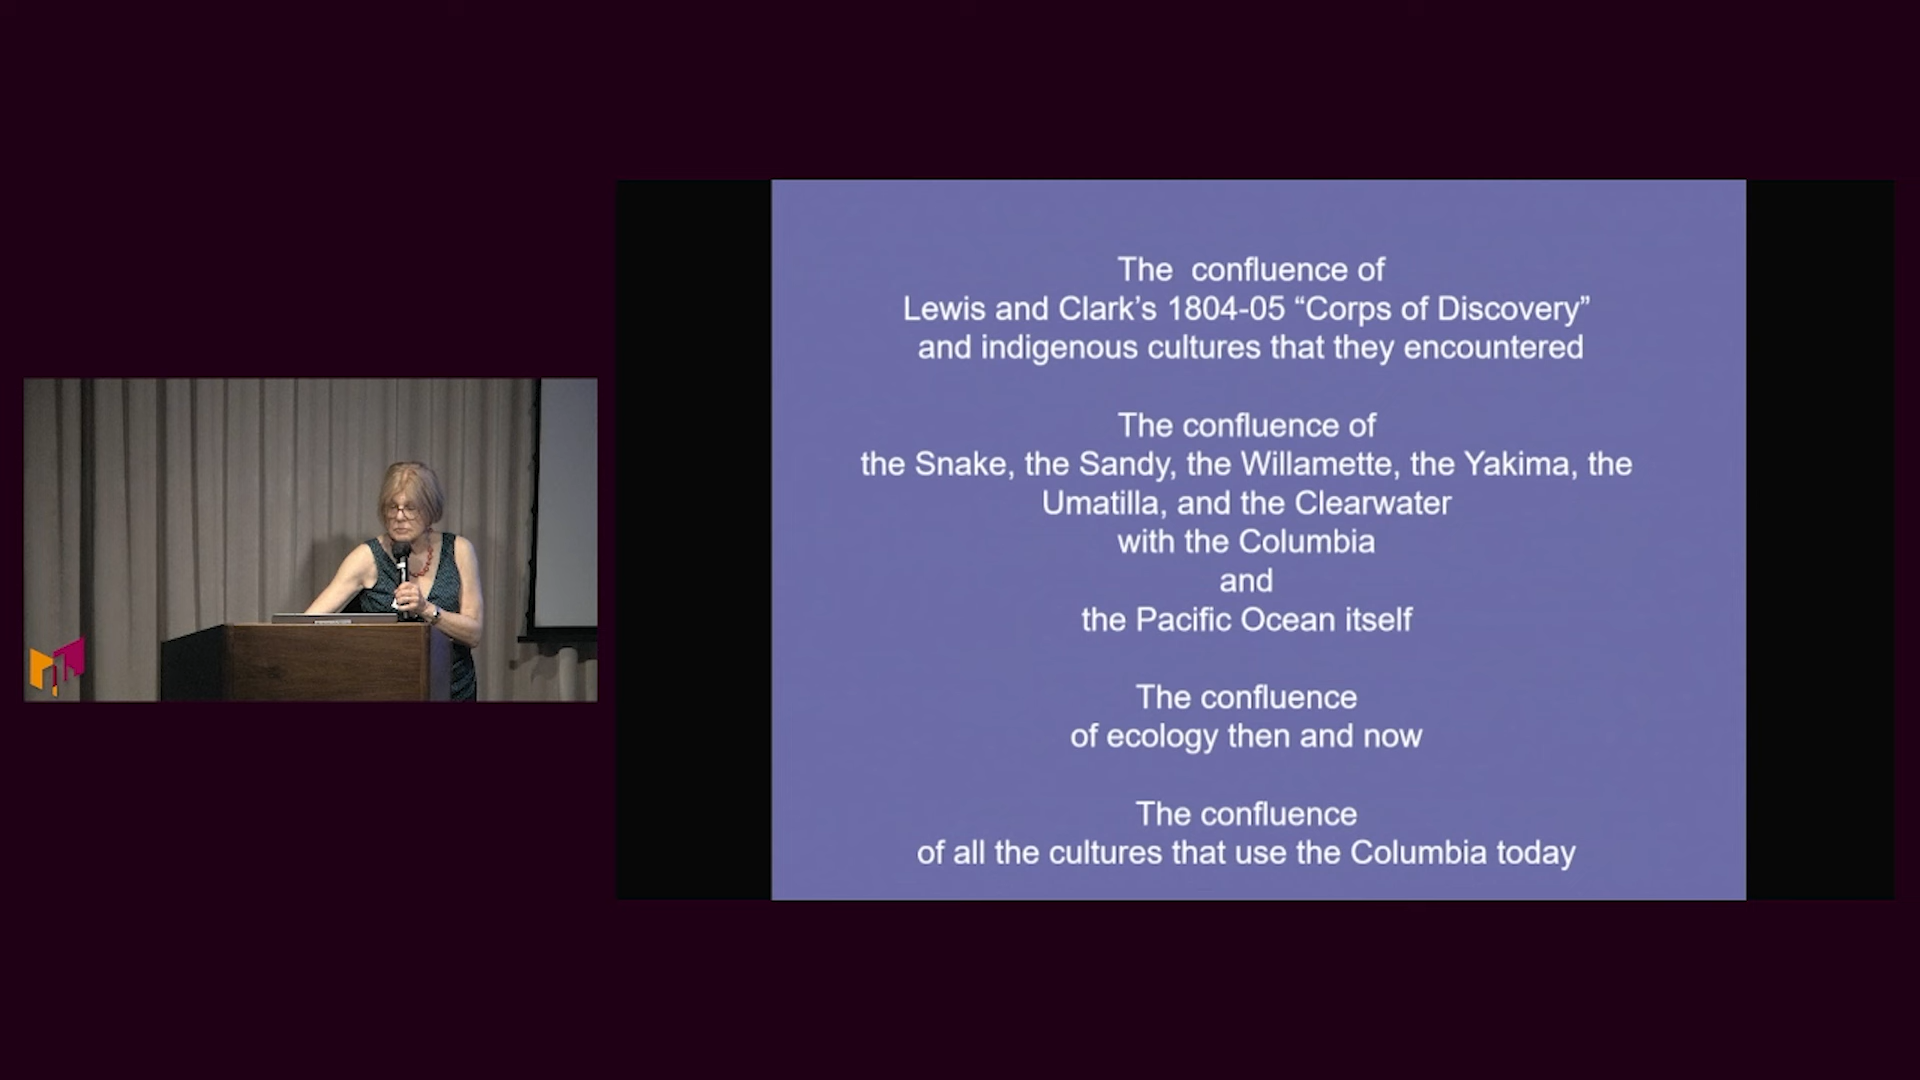 The  confluence of
Lewis and Clark’s 1804-05 “Corps of Discovery”
and indigenous cultures that they encountered
The confluence of
the Snake, the Sandy, the Willamette, the Yakima, the
Umatilla, and the Clearwater
with the Columbia
and
the Pacific Ocean itself
The confluence
of ecology then and now
The confluence
of all the cultures that use the Columbia today